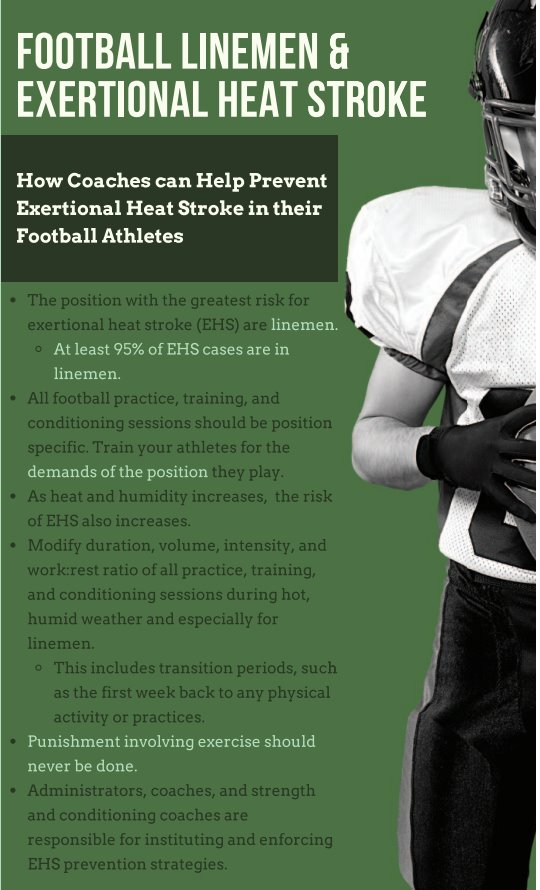 FOOTBALL LINEMEN &
EXERTIONAL HEAT STROKE
How Coaches can Help Prevent
Exertional Heat Stroke in their
Football Athletes
• The position with the greatest risk for
exertional heat stroke (EHS) are linemen.
◦ At least 95% of EHS cases are in
linemen.
• All football practice, training, and
conditioning sessions should be position
specific. Train your athletes for the
demands of the position they play.
• As heat and humidity increases, the risk
of EHS also increases.
• Modify duration, volume, intensity, and
work:rest ratio of all practice, training,
and conditioning sessions during hot,
humid weather and especially for
linemen.
◦ This includes transition periods, such
as the first week back to any physical
activity or practices.
• Punishment involving exercise should
never be done.
• Administrators, coaches, and strength
and conditioning coaches are
responsible for instituting and enforcing
EHS prevention strategies.